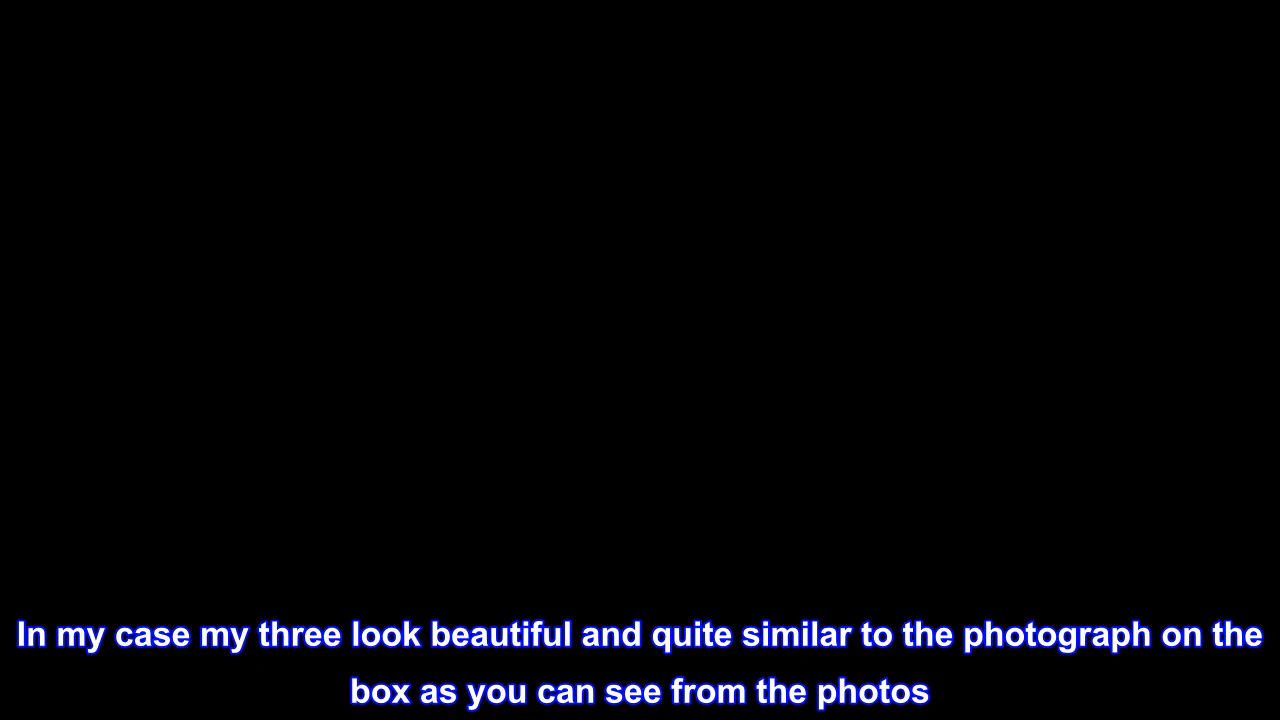 In my case my three look beautiful and quite similar to the photograph on the
box as you can see from the photos